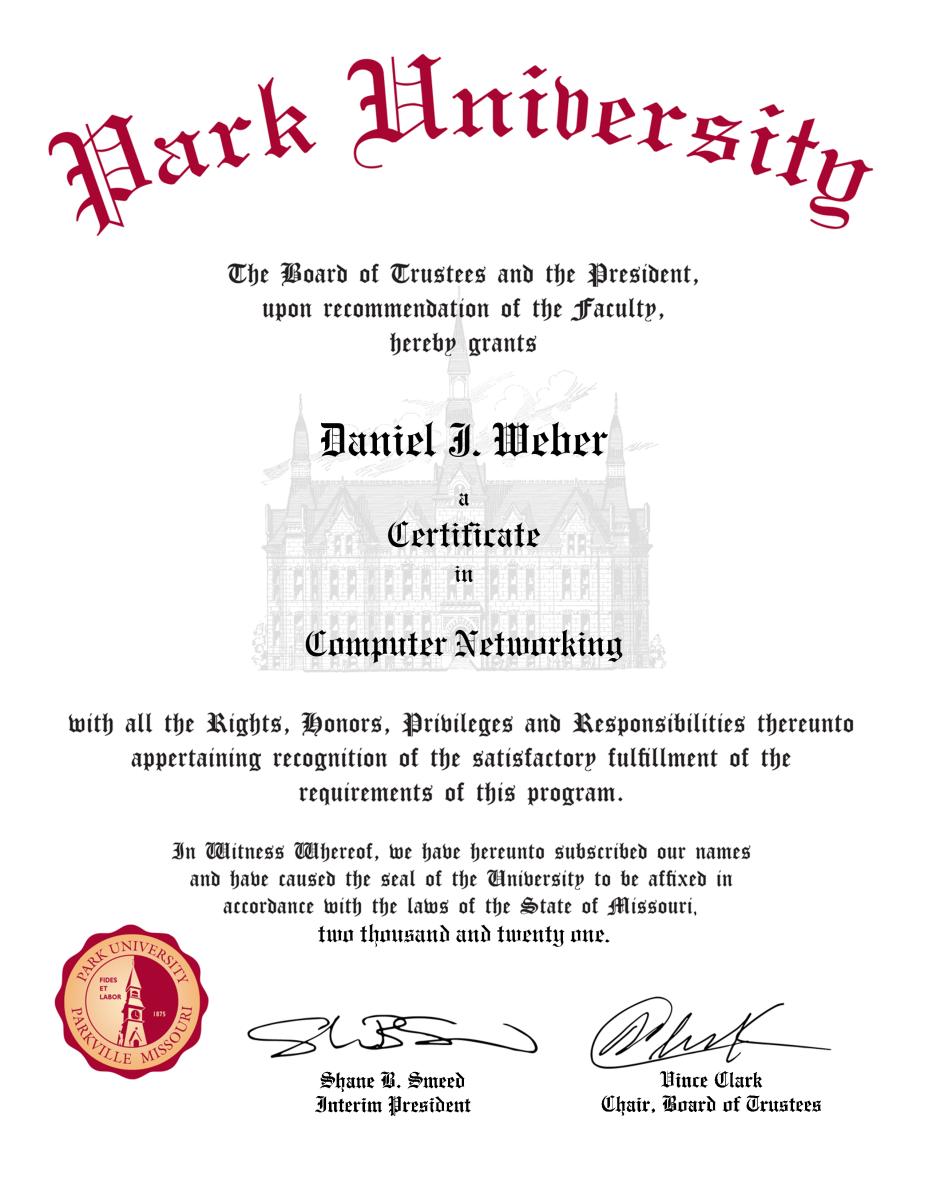 Park University
The Board of Trustees and the President,
upon recommendation of the Faculty,
hereby grants
Daniel J. Weber
a
Certificate
in
Computer Networking
with all the Rights, Honors, Privileges and Responsibilities thereunto
appertaining recognition of the satisfactory fulfillment of the
requirements of this program.
In Witness Whereof, we have hereunto subscribed our names
and have caused the seal of the University to be affixed in
accordance with the laws of the State of Missouri,
two thousand and twenty one.
PARK UNIVERSITY
FIDES
ET
LABOR
1875
PARKVILLE MISSOURI
Shane B. Smeed
Interim President
Vince Clark
Chair, Board of Trustees